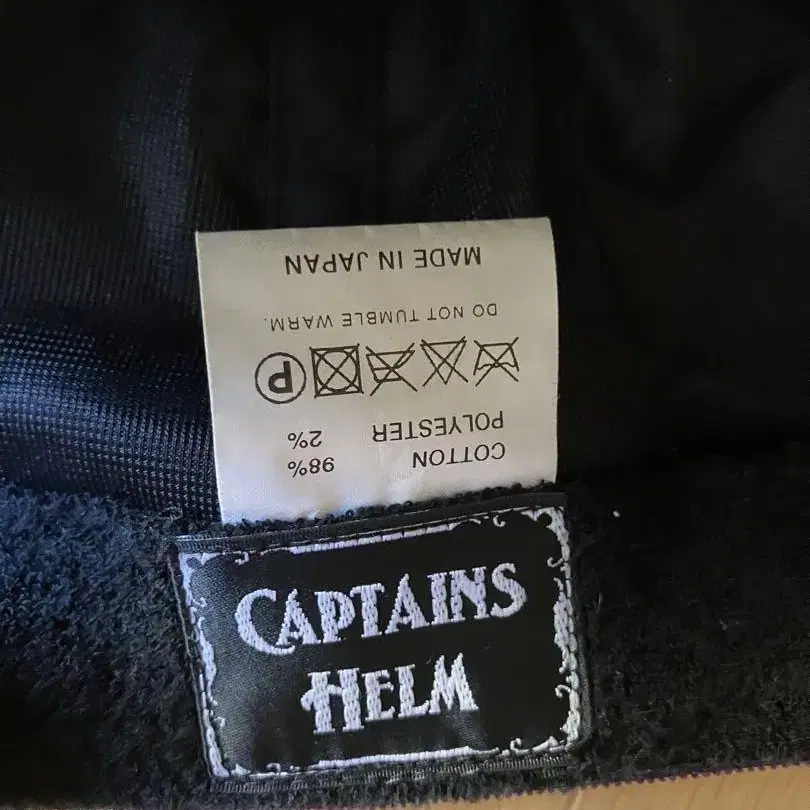 COTTON 98%
POLYESTER 2%
P
DO NOT TUMBLE WARM.
MADE IN JAPAN
CAPTAINS
HELM